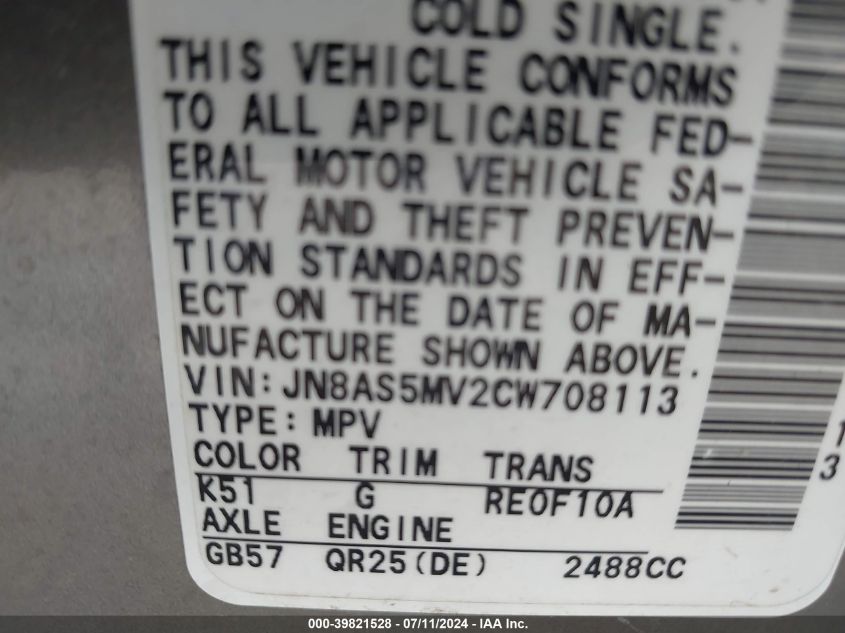 COLD SINGLE.
THIS VEHICLE CONFORMS
TO ALL APPLICABLE FED-
ERAL MOTOR VEHICLE SA-
FETY AND THEFT PREVEN-
TION STANDARDS IN EFF-
ECT ON THE DATE OF MA-
NUFACTURE SHOWN ABOVE.
VIN: JN8AS5MV2CW708113
TYPE: MPV
COLOR TRIM TRANS
K51 G RE0F10A
AXLE ENGINE
GB57 QR25(DE) 2488CC
1
3
000-39821528 - 07/11/2024 - IAA Inc.